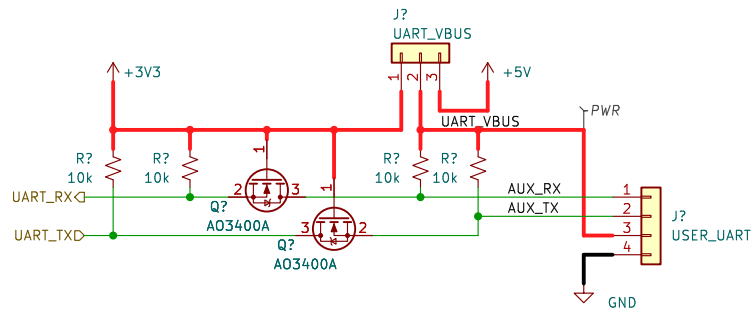 J?
UART_VBUS
+3V3
1
2
3
+5V
PWR
UART_VBUS
R?
10k
R?
10k
1
R?
10k
R?
10k
1
UART_RX
2
3
AUX_RX
1
Q?
AO3400A
AUX_TX
2
J?
UART_TX
3
2
3
USER_UART
Q?
AO3400A
4
GND